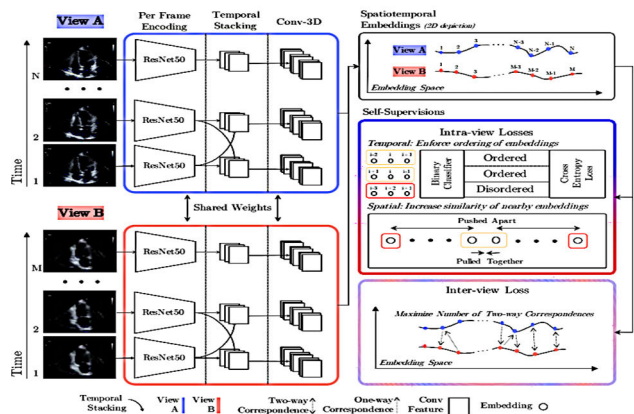 View A
Per Frame Encoding
Temporal Stacking
Conv-3D
Time
N
2
1
ResNet50
ResNet50
ResNet50
Shared Weights
View B
Time
M
2
1
ResNet50
ResNet50
ResNet50
Spatiotemporal
Embeddings (2D depiction)
View A
1 2 3 N-3 N-2 N-1 N
View B
1 2 3 M-3 M-2 M-1 M
Embedding Space
Self-Supervisions
Intra-view Losses
Temporal: Enforce ordering of embeddings
Binary Classifier
Ordered
Ordered
Disordered
Cross Entropy Loss
Spatial: Increase similarity of nearby embeddings
Pushed Apart
Pulled Together
Inter-view Loss
Maximize Number of Two-way Correspondences
Embedding Space
Temporal Stacking
View A
View B
Two-way Correspondence
One-way Correspondence
Conv Feature
Embedding